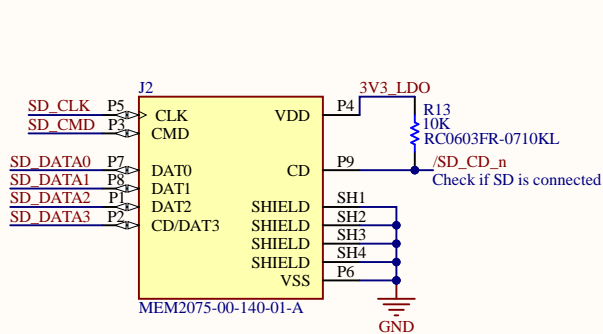 J2
SD_CLK P5 CLK VDD P4 3V3_LDO
SD_CMD P3 CMD
R13
10K
RC0603FR-0710KL
SD_DATA0 P7 DAT0 CD P9 /SD_CD_n
SD_DATA1 P8 DAT1 Check if SD is connected
SD_DATA2 P1 DAT2 SHIELD SH1
SD_DATA3 P2 CD/DAT3 SHIELD SH2
SHIELD SH3
SHIELD SH4
VSS P6
MEM2075-00-140-01-A
GND